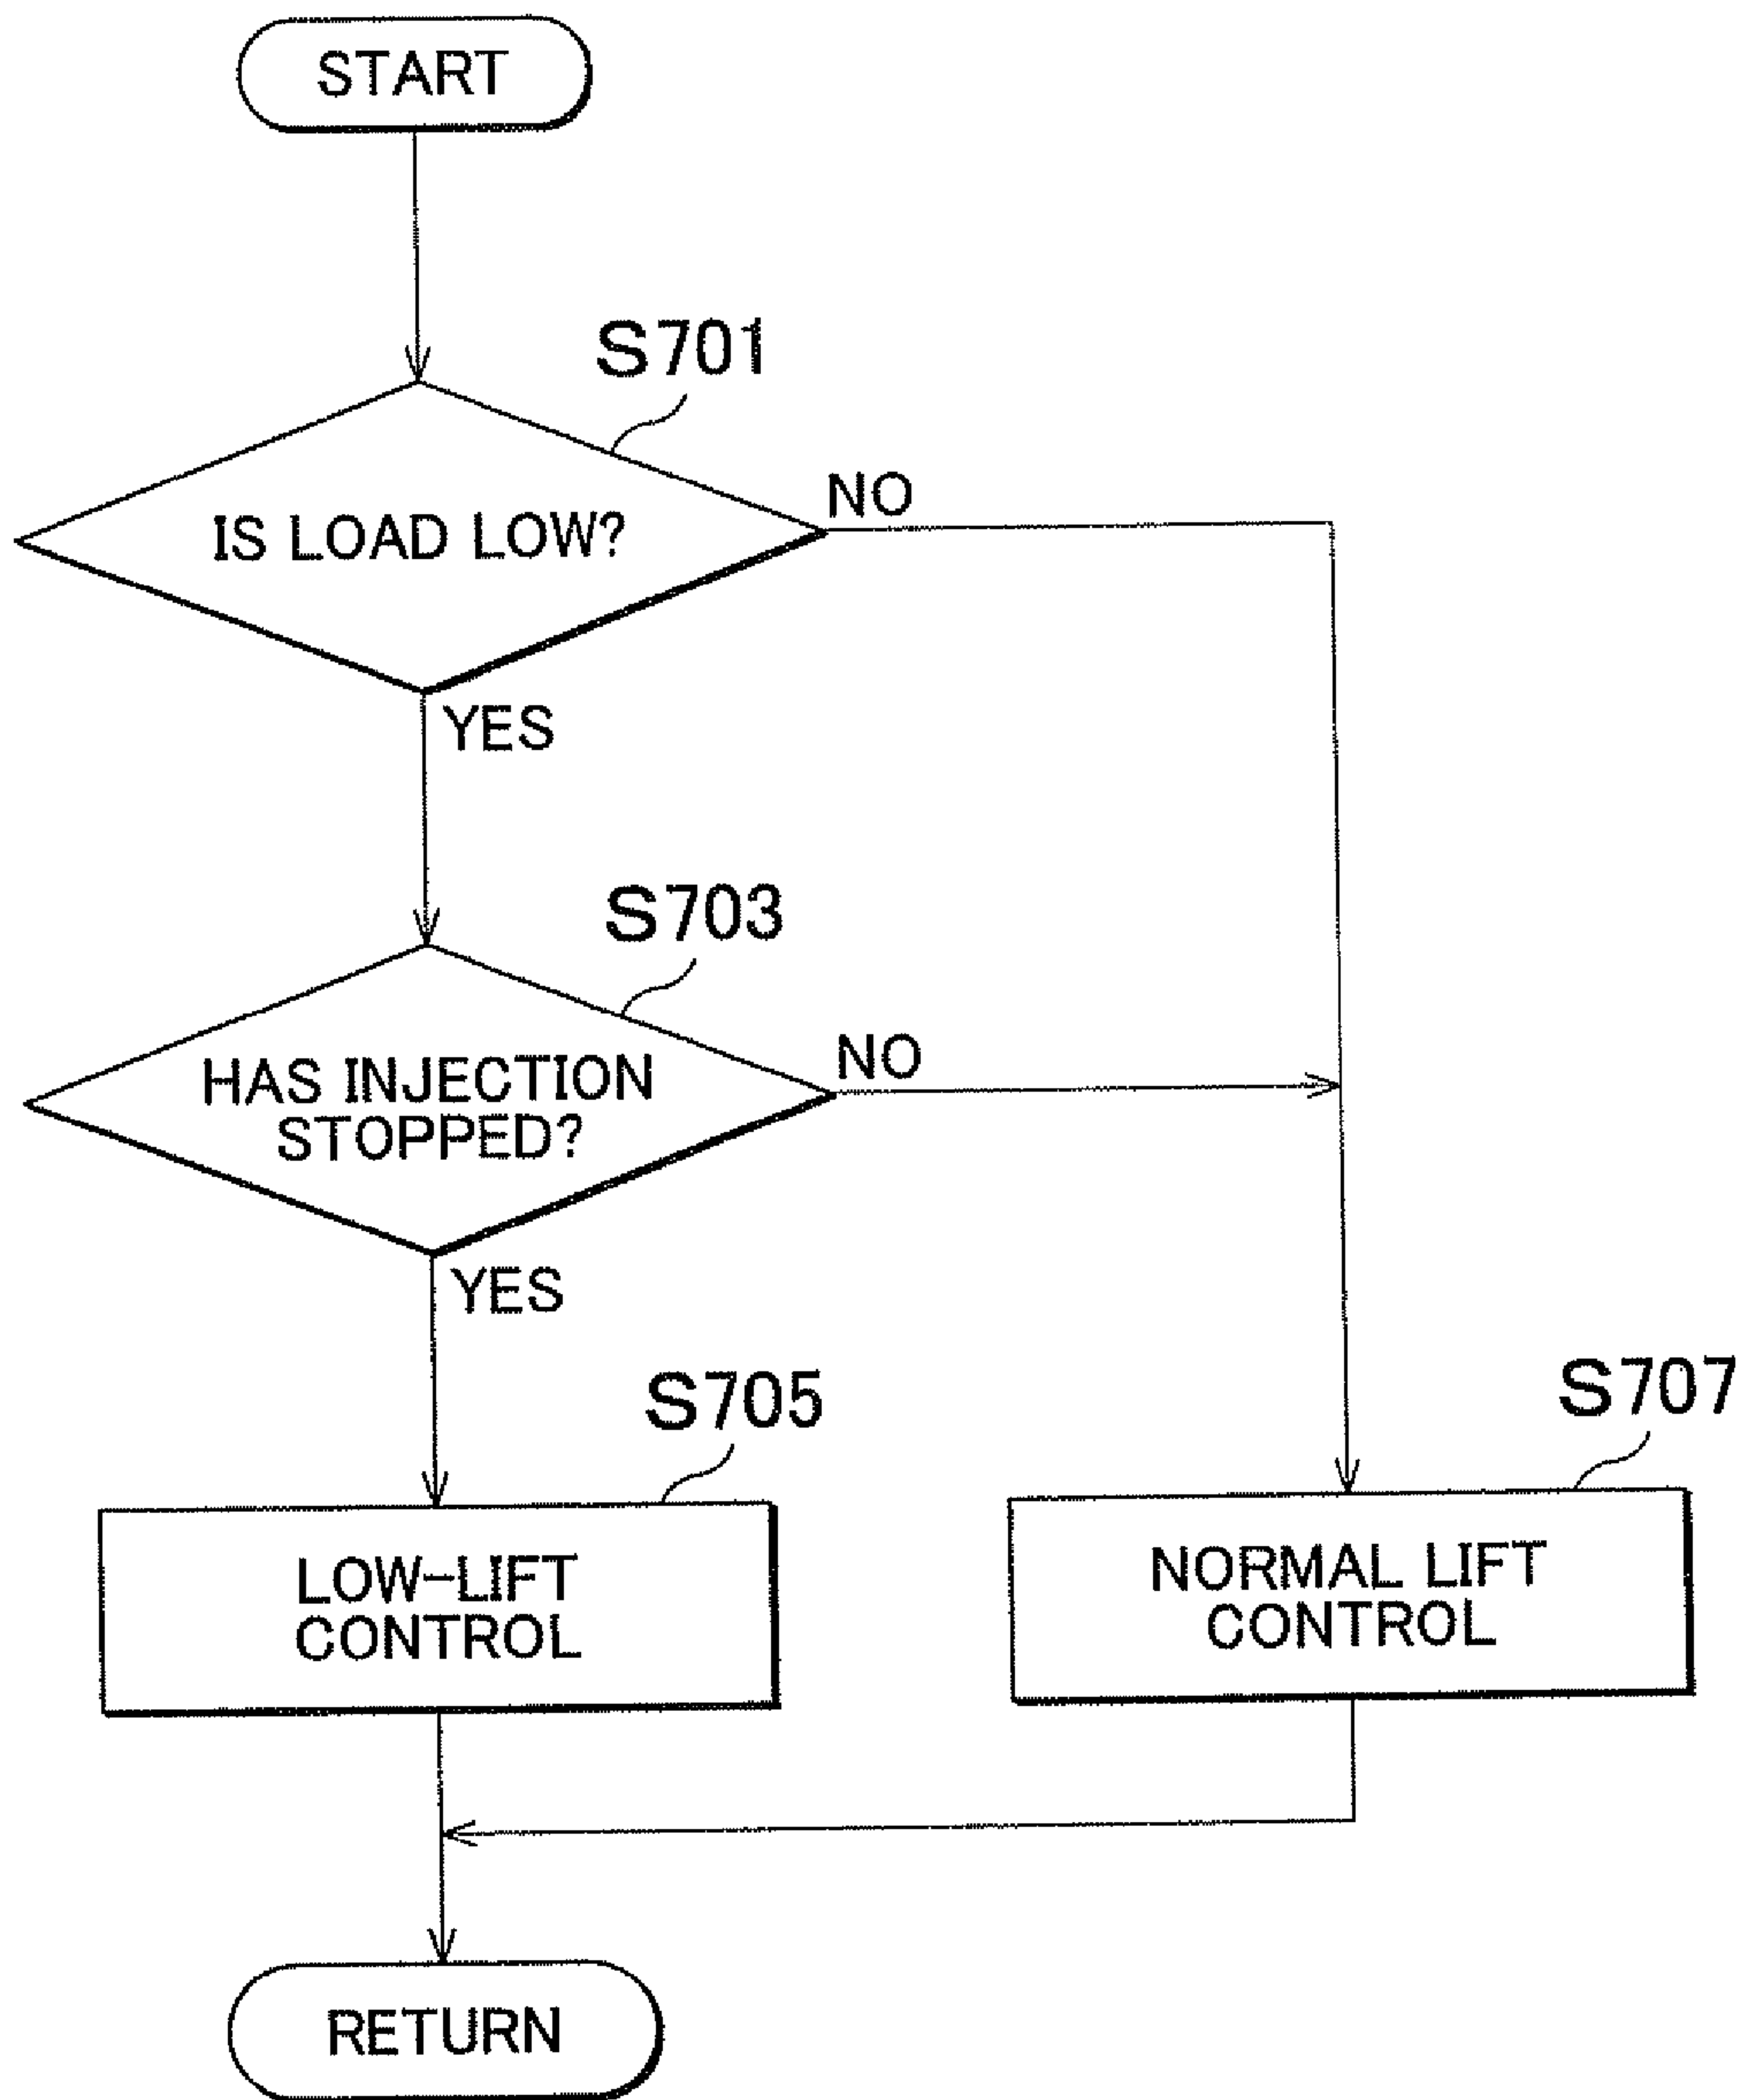 START
S701
IS LOAD LOW?
NO
YES
S703
HAS INJECTION
STOPPED?
NO
YES
S705
LOW-LIFT
CONTROL
S707
NORMAL LIFT
CONTROL
RETURN